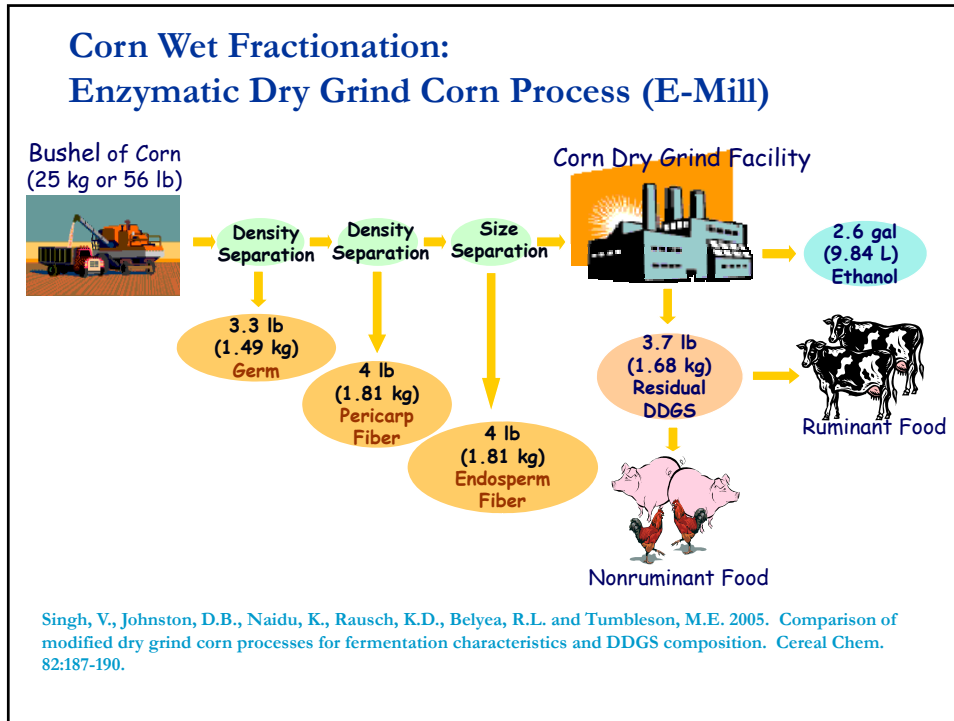 Corn Wet Fractionation:
Enzymatic Dry Grind Corn Process (E-Mill)
Bushel of Corn
(25 kg or 56 lb)
Density
Separation
Density
Separation
Size
Separation
Corn Dry Grind Facility
2.6 gal
(9.84 L)
Ethanol
3.3 lb
(1.49 kg)
Germ
4 lb
(1.81 kg)
Pericarp
Fiber
4 lb
(1.81 kg)
Endosperm
Fiber
3.7 lb
(1.68 kg)
Residual
DDGS
Ruminant Food
Nonruminant Food
Singh, V., Johnston, D.B., Naidu, K., Rausch, K.D., Belyea, R.L. and Tumbleson, M.E. 2005. Comparison of
modified dry grind corn processes for fermentation characteristics and DDGS composition. Cereal Chem.
82:187-190.